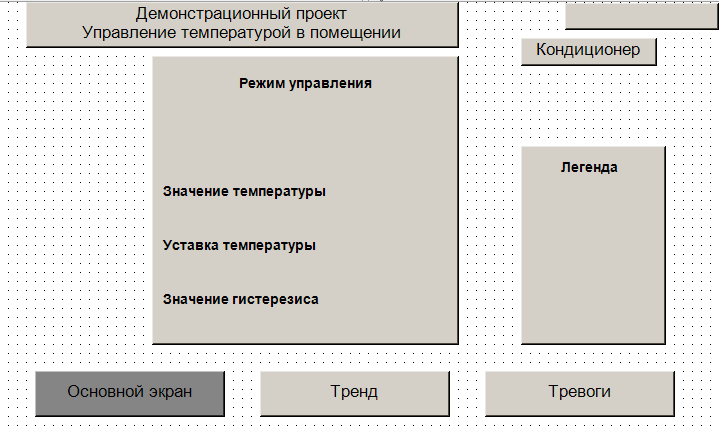 Демонстрационный проект
Управление температурой в помещении
Кондиционер
Режим управления
Легенда
Значение температуры
Уставка температуры
Значение гистерезиса
Основной экран
Тренд
Тревоги